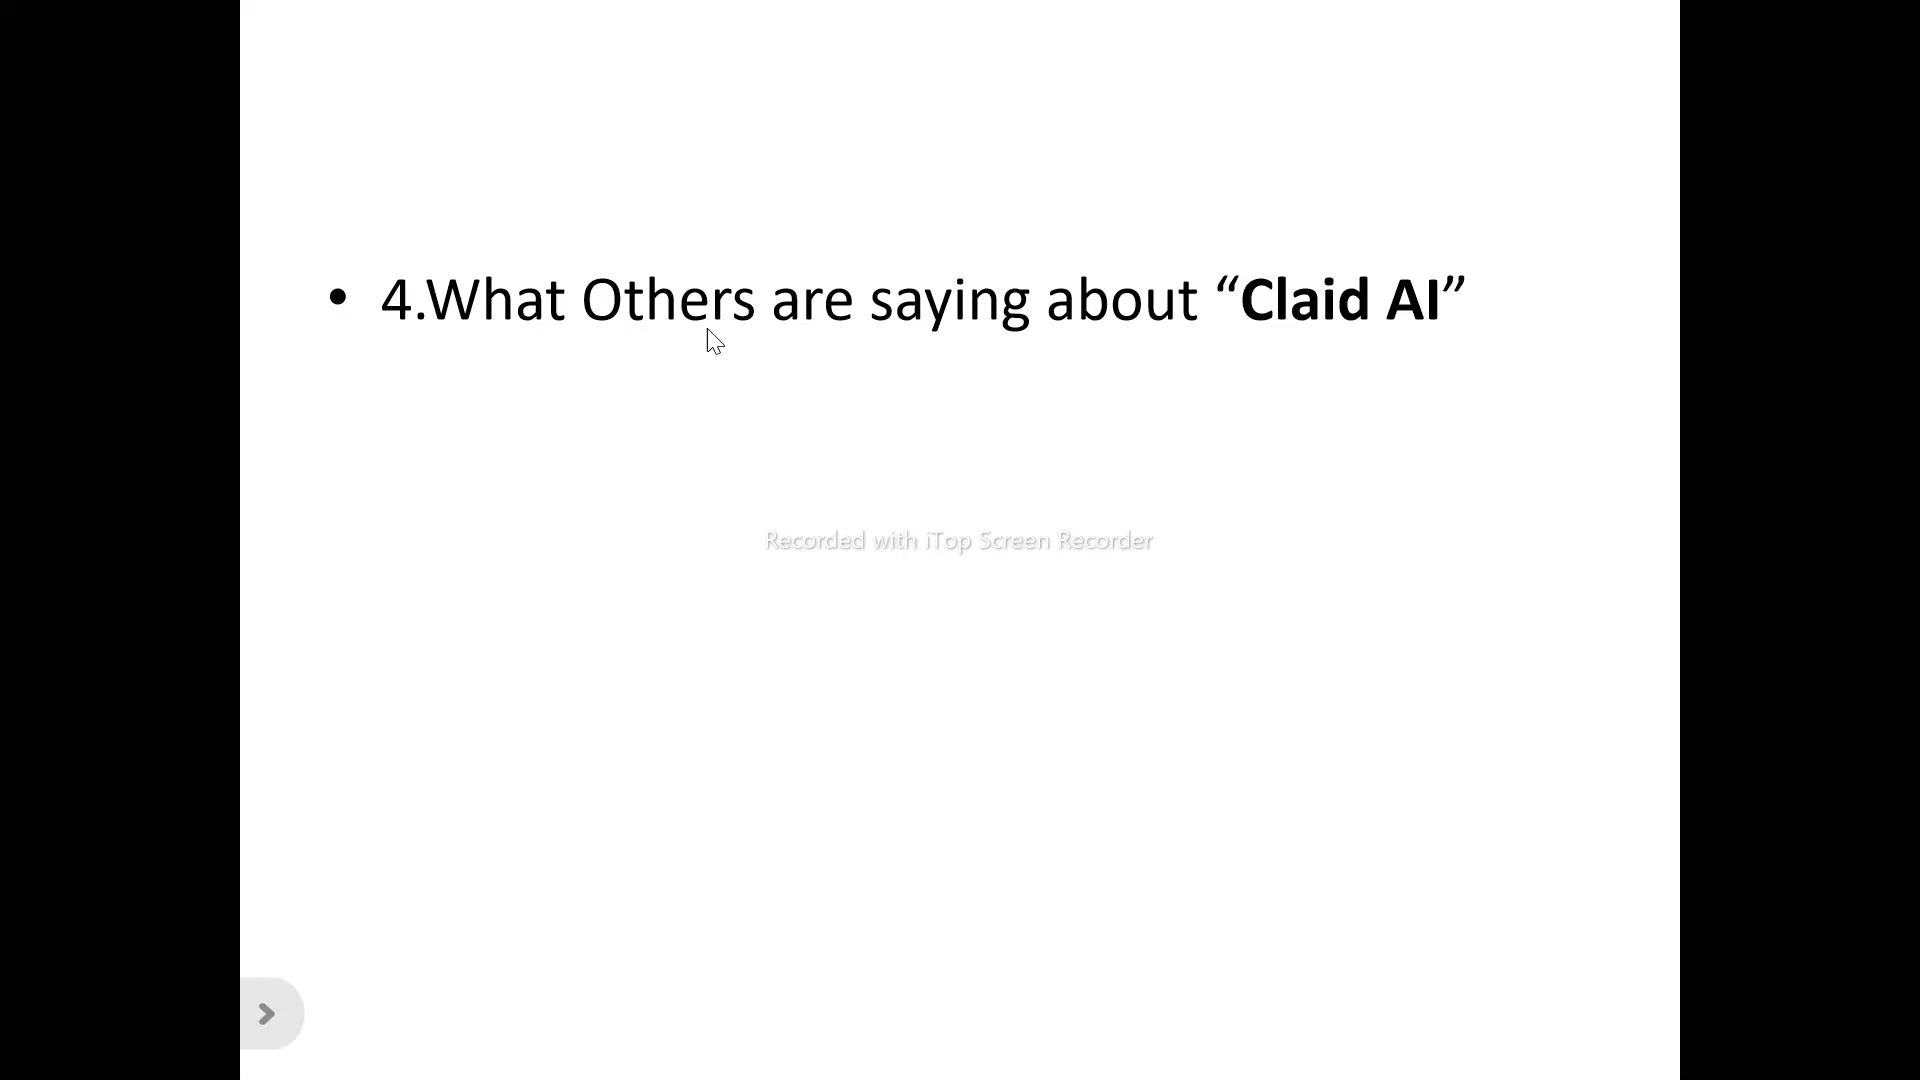 • 4.What Others are saying about “Claid AI”
Recorded with iTop Screen Recorder